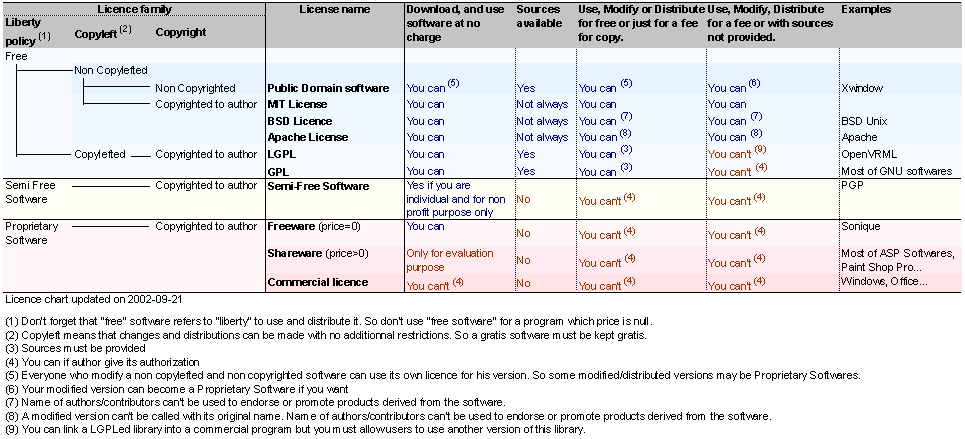 Licence family
Liberty policy (1) Copyleft (2) Copyright License name Download, and use software at no charge Sources available Use, Modify or Distribute for free or just for a fee for copy. Use, Modify, Distribute for a fee or with sources not provided. Examples
Free
Non Copylefted
Non Copyrighted Public Domain software You can (5) Yes You can (5) You can (6) Xwindow
Copyrighted to author MIT License You can Not always You can You can
BSD Licence You can Not always You can (7) You can (7) BSD Unix
Apache License You can Not always You can (8) You can (8) Apache
Copylefted Copyrighted to author LGPL You can Yes You can (3) You can't (9) OpenVRML
GPL You can Yes You can (3) You can't (4) Most of GNU softwares
Semi Free Software Copyrighted to author Semi-Free Software Yes if you are individual and for non profit purpose only No You can't (4) You can't (4) PGP
Proprietary Software Copyrighted to author Freeware (price=0) You can No You can't (4) You can't (4) Sonique
Shareware (price>0) Only for evaluation purpose No You can't (4) You can't (4) Most of ASP Softwares, Paint Shop Pro...
Commercial licence You can't (4) No You can't (4) You can't (4) Windows, Office...
Licence chart updated on 2002-09-21
(1) Don't forget that "free" software refers to "liberty" to use and distribute it. So don't use "free software" for a program which price is null.
(2) Copyleft means that changes and distributions can be made with no additionnal restrictions. So a gratis software must be kept gratis.
(3) Sources must be provided
(4) You can if author give its authorization
(5) Everyone who modify a non copylefted and non copyrighted software can use its own licence for his version. So some modified/distributed versions may be Proprietary Softwares.
(6) Your modified version can become a Proprietary Software if you want
(7) Name of authors/contributors can't be used to endorse or promote products derived from the software.
(8) A modified version can't be called with its original name. Name of authors/contributors can't be used to endorse or promote products derived from the software.
(9) You can link a LGPLed library into a commercial program but you must allow users to use another version of this library.